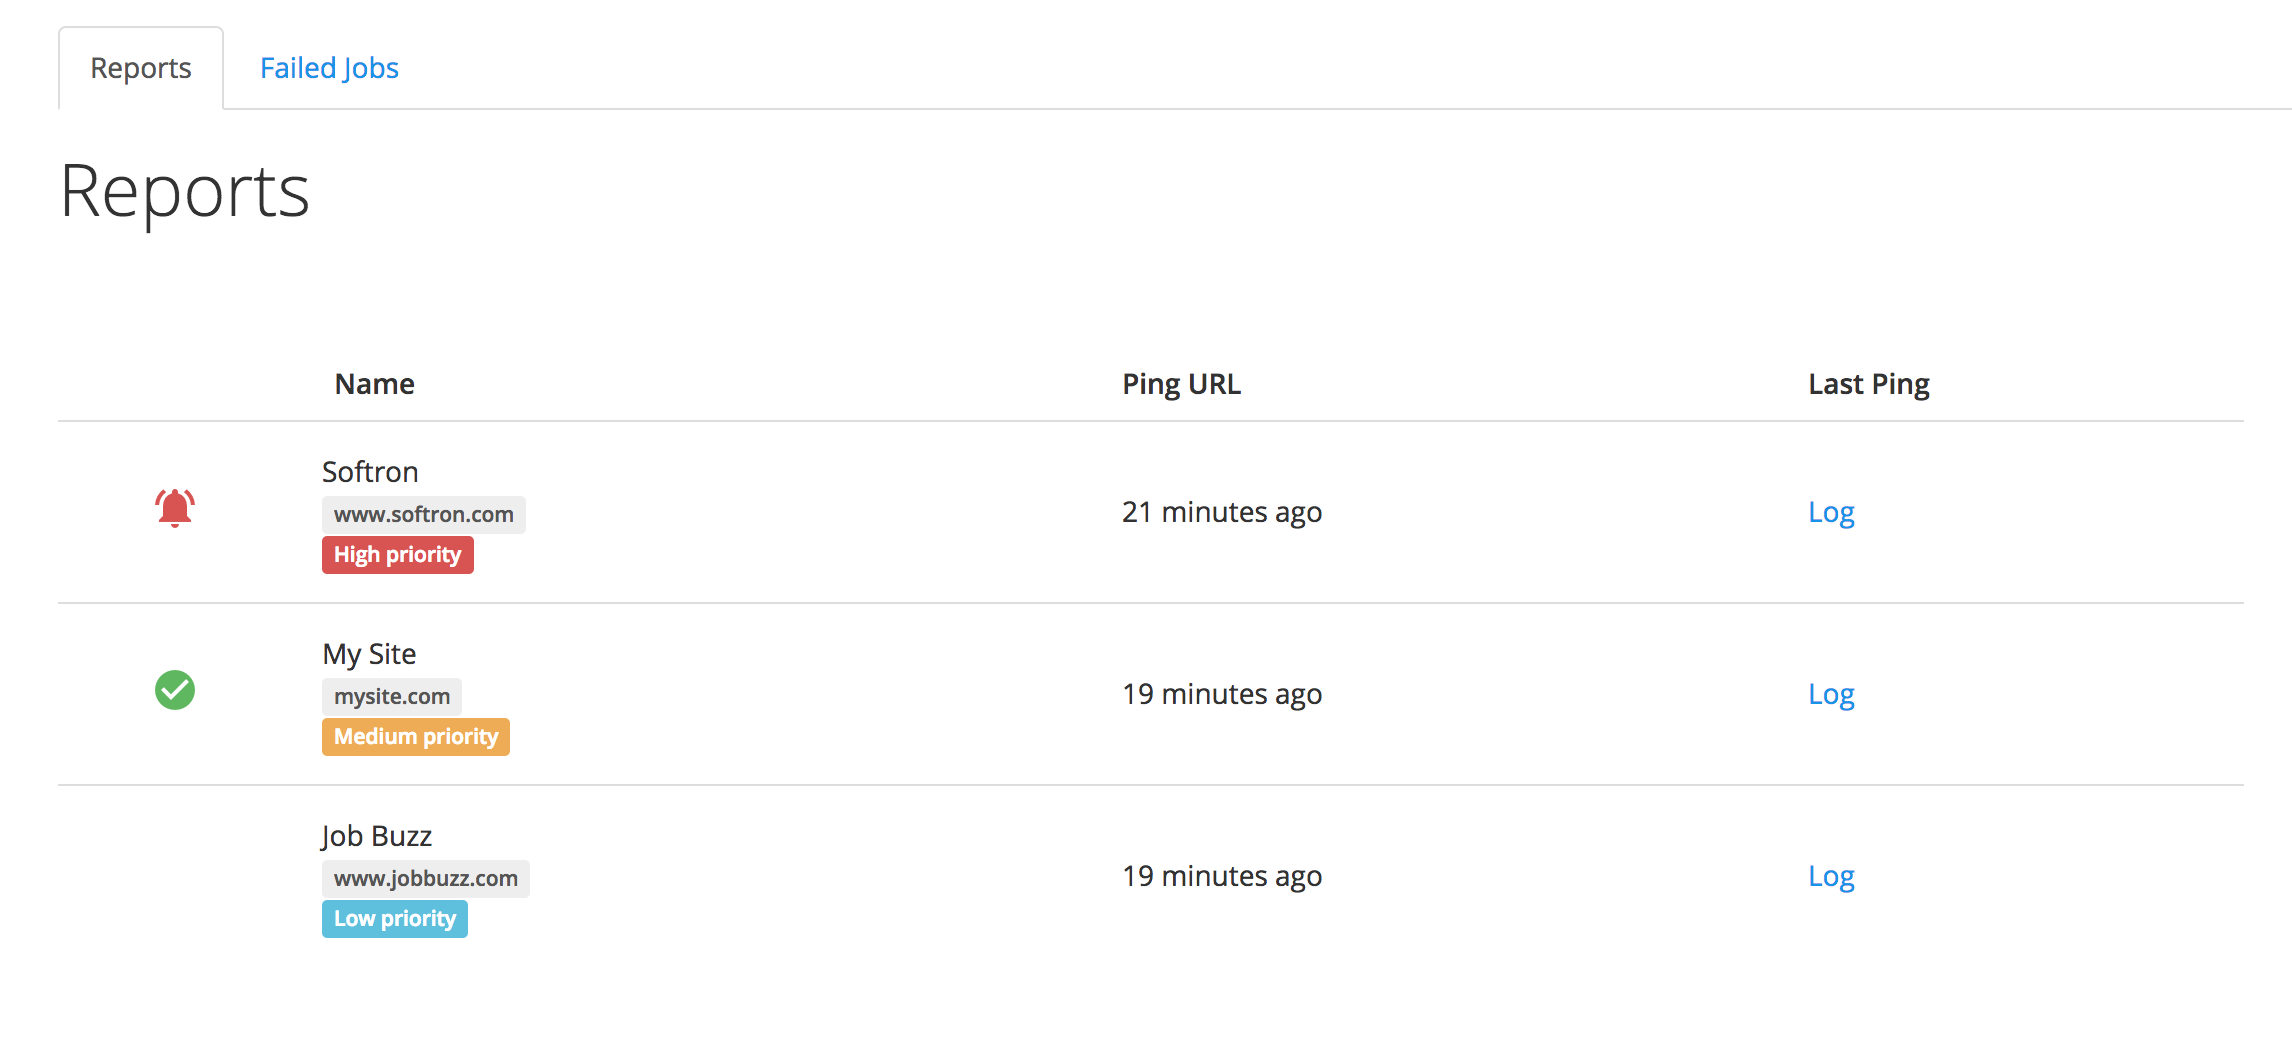 Reports Failed Jobs
Reports
Name Ping URL Last Ping
Softron
www.softron.com
21 minutes ago Log
High priority
My Site
mysite.com
19 minutes ago Log
Medium priority
Job Buzz
www.jobbuzz.com
19 minutes ago Log
Low priority